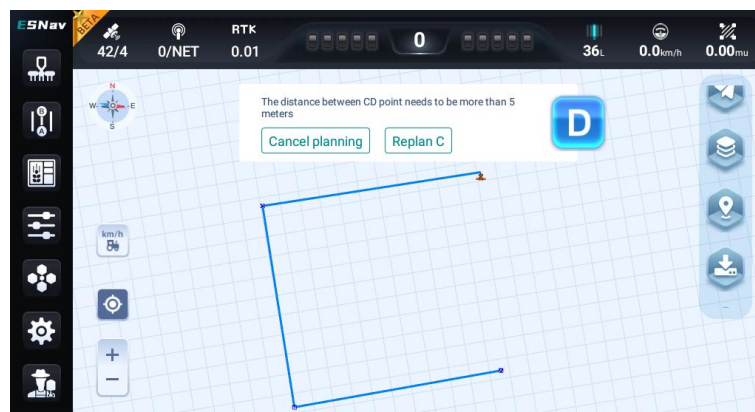 ESNav
BETA
42/4
0/NET
RTK
0.01
0
36L
0.0km/h
0.00mu
N
W
E
S
The distance between CD point needs to be more than 5
meters
Cancel planning
Replan C
D
B
A
km/h
+
−